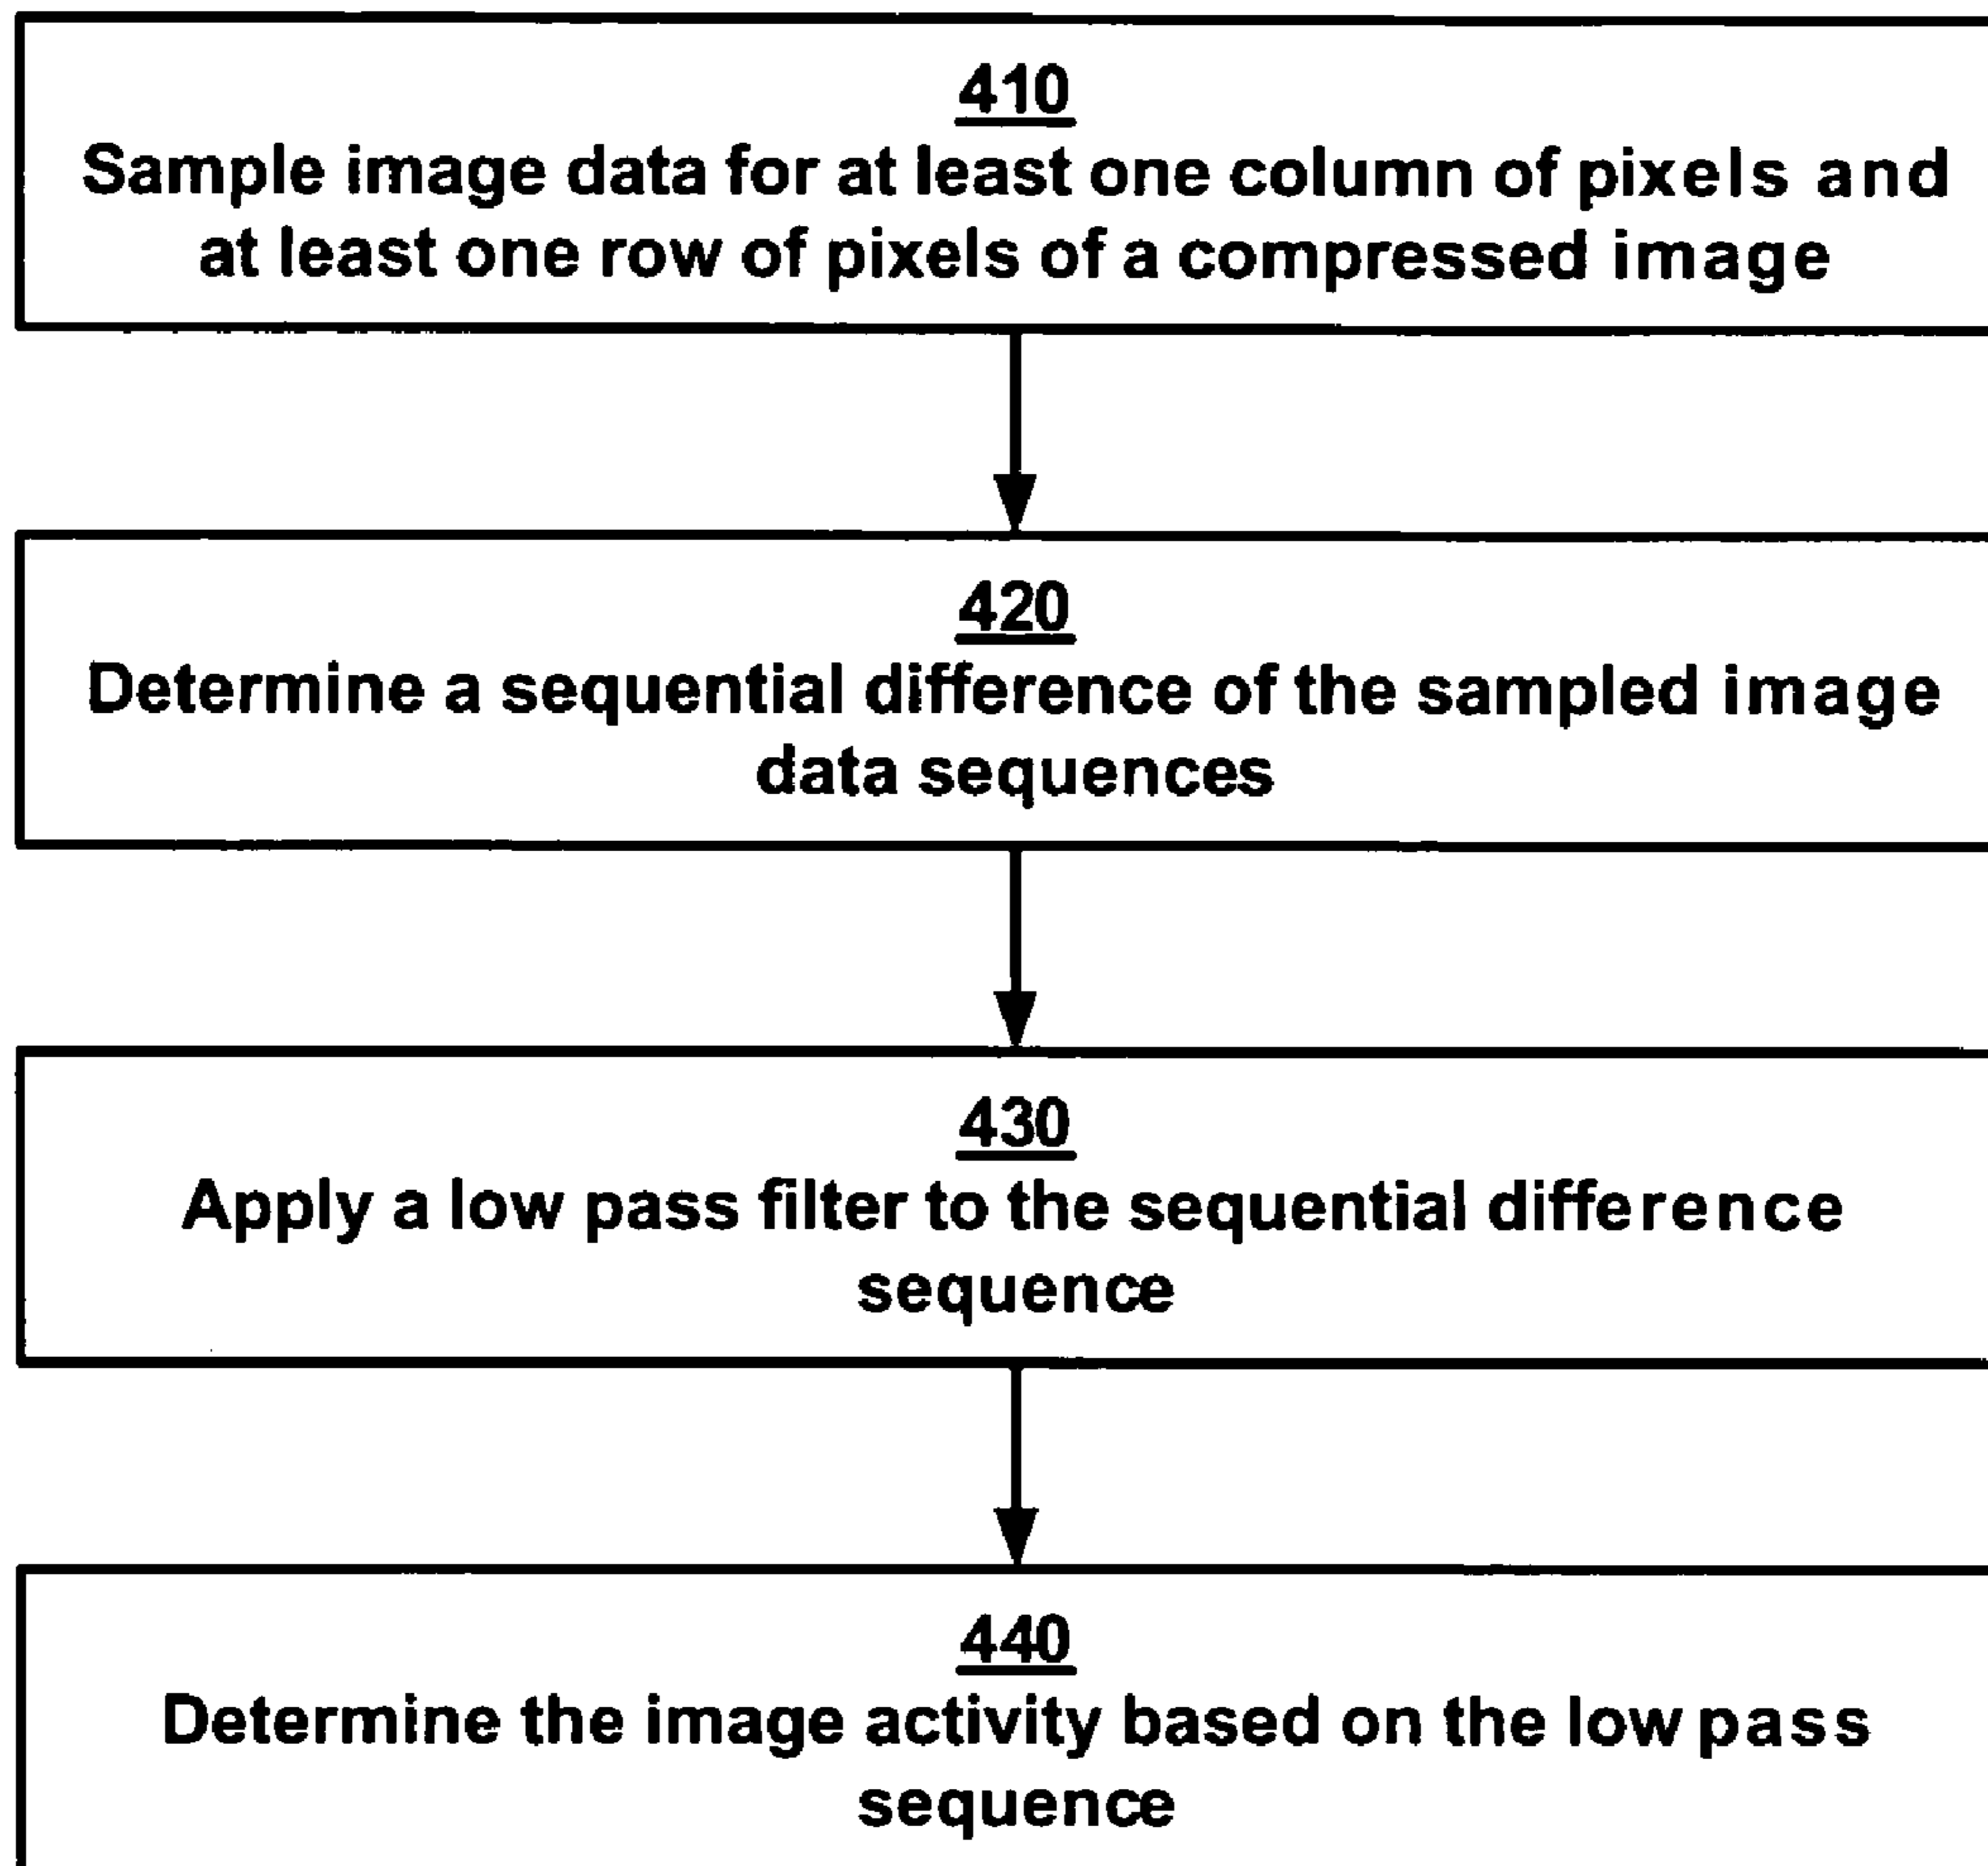 410
Sample image data for at least one column of pixels and
at least one row of pixels of a compressed image
420
Determine a sequential difference of the sampled image
data sequences
430
Apply a low pass filter to the sequential difference
sequence
440
Determine the image activity based on the low pass
sequence